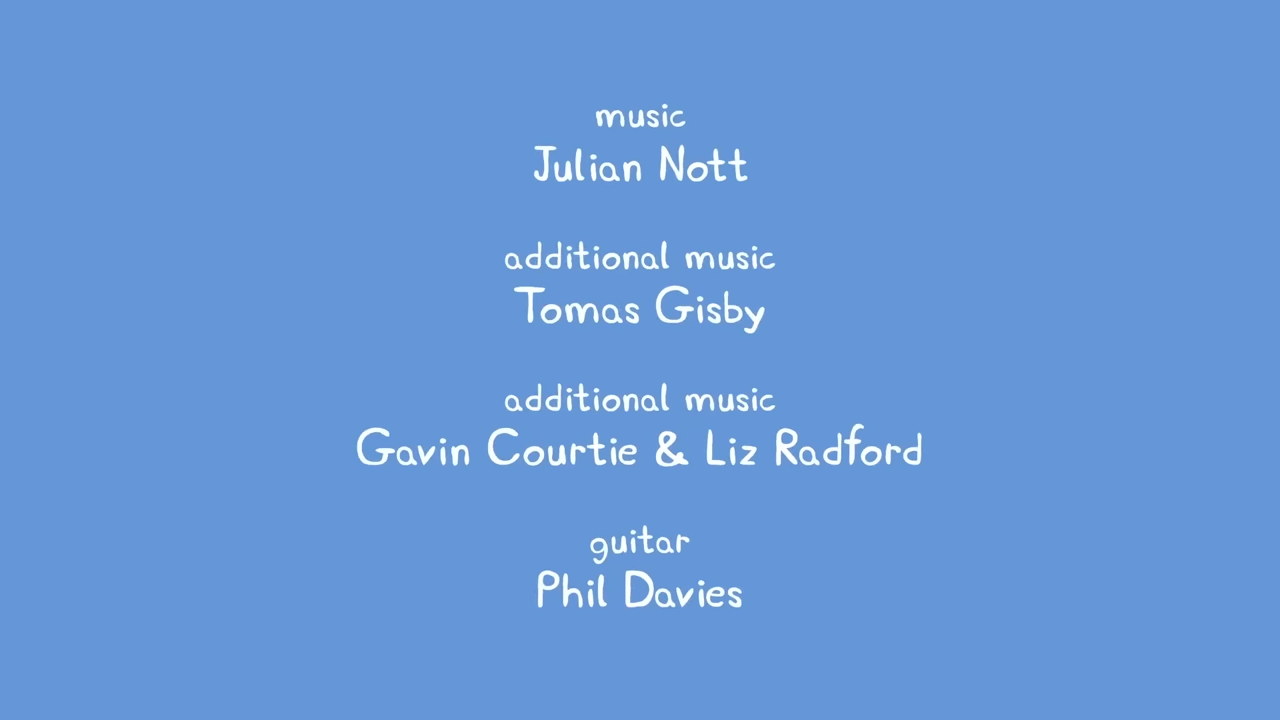 music
Julian Nott
additional music
Tomas Gisby
additional music
Gavin Courtie & Liz Radford
guitar
Phil Davies